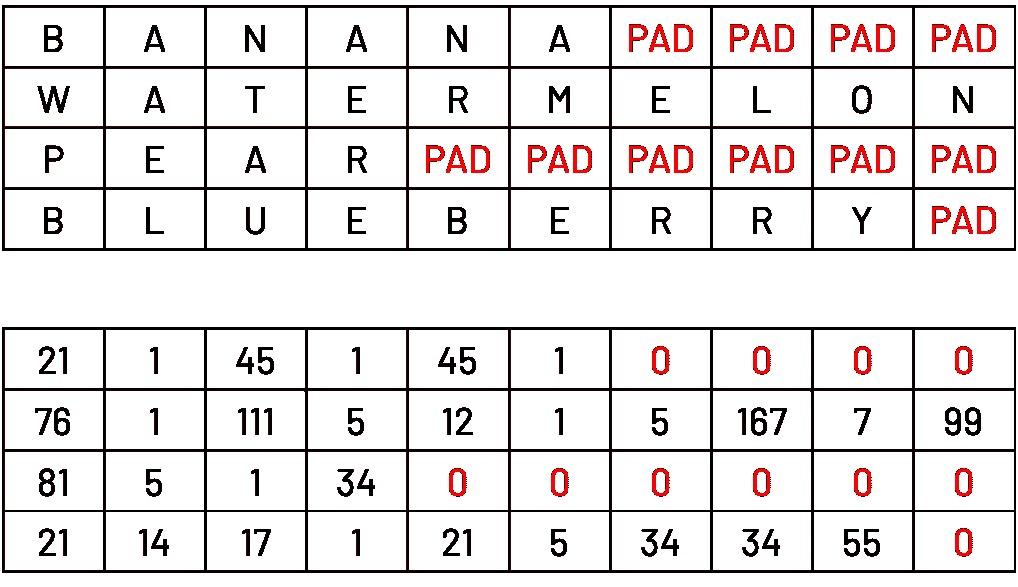 B A N A N A PAD PAD PAD PAD
W A T E R M E L O N
P E A R PAD PAD PAD PAD PAD PAD
B L U E B E R R Y PAD
21 1 45 1 45 1 0 0 0 0
76 1 111 5 12 1 5 167 7 99
81 5 1 34 0 0 0 0 0 0
21 14 17 1 21 5 34 34 55 0